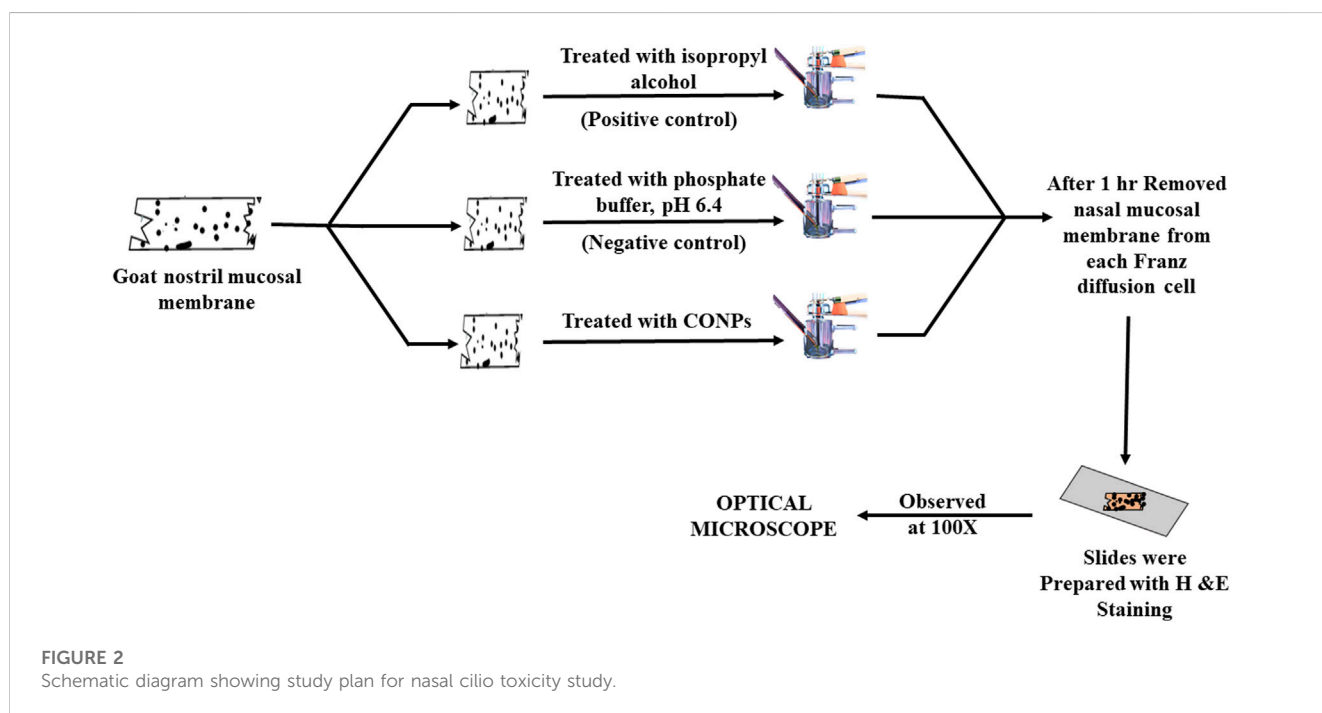 Treated with isopropyl
alcohol
(Positive control)
Treated with phosphate
buffer, pH 6.4
(Negative control)
Treated with CONPs
Goat nostril mucosal
membrane
After 1 hr Removed
nasal mucosal
membrane from
each Franz
diffusion cell
Slides were
Prepared with H &E
Staining
Observed
at 100X
OPTICAL
MICROSCOPE
FIGURE 2
Schematic diagram showing study plan for nasal cilio toxicity study.